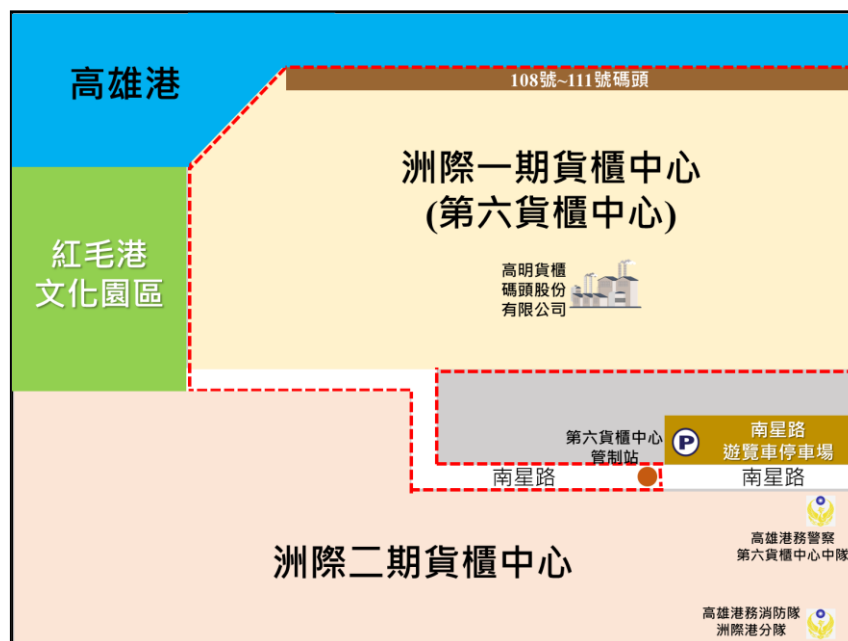 高雄港
108號~111號碼頭
洲際一期貨櫃中心
(第六貨櫃中心)
紅毛港
文化園區
高明貨櫃
碼頭股份
有限公司
第六貨櫃中心
管制站
P
南星路
遊覽車停車場
南星路
南星路
高雄港務警察
第六貨櫃中心中隊
洲際二期貨櫃中心
高雄港務消防隊
洲際港分隊